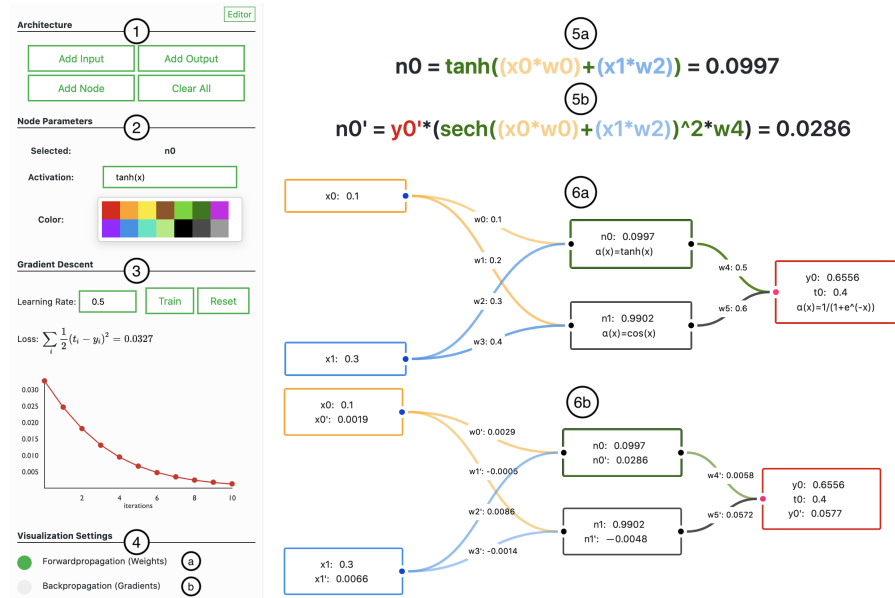 Editor
Architecture
1
Add Input
Add Output
Add Node
Clear All
Node Parameters
2
Selected: n0
Activation: tanh(x)
Color:
Gradient Descent
3
Learning Rate: 0.5
Train
Reset
Loss: ∑i 1/2 (ti − yi)^2 = 0.0327
0.030
0.025
0.020
0.015
0.010
0.005
2 4 6 8 10
iterations
Visualization Settings
4
Forwardpropagation (Weights) a
Backpropagation (Gradients) b
5a
n0 = tanh((x0*w0)+(x1*w2)) = 0.0997
5b
n0' = y0'*(sech((x0*w0)+(x1*w2))^2*w4) = 0.0286
6a
x0: 0.1
x1: 0.3
w0: 0.1
w1: 0.2
w2: 0.3
w3: 0.4
n0: 0.0997
α(x)=tanh(x)
n1: 0.9902
α(x)=cos(x)
w4: 0.5
w5: 0.6
y0: 0.6556
t0: 0.4
α(x)=1/(1+e^(-x))
6b
x0: 0.1
x0': 0.0019
x1: 0.3
x1': 0.0066
w0': 0.0029
w1': -0.0005
w2': 0.0086
w3': -0.0014
n0: 0.0997
n0': 0.0286
n1: 0.9902
n1': −0.0048
w4': 0.0058
w5': 0.0572
y0: 0.6556
t0: 0.4
y0': 0.0577